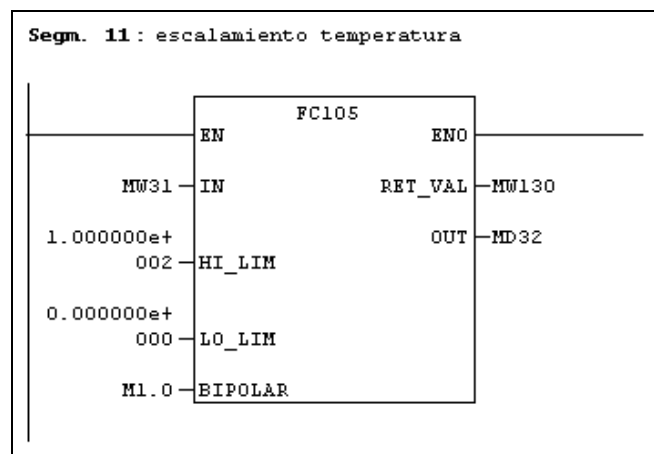 Segm. 11 : escalamiento temperatura
FC105
EN ENO
MW31 IN RET_VAL MW130
1.000000e+ OUT MD32
002 HI_LIM
0.000000e+
000 LO_LIM
M1.0 BIPOLAR